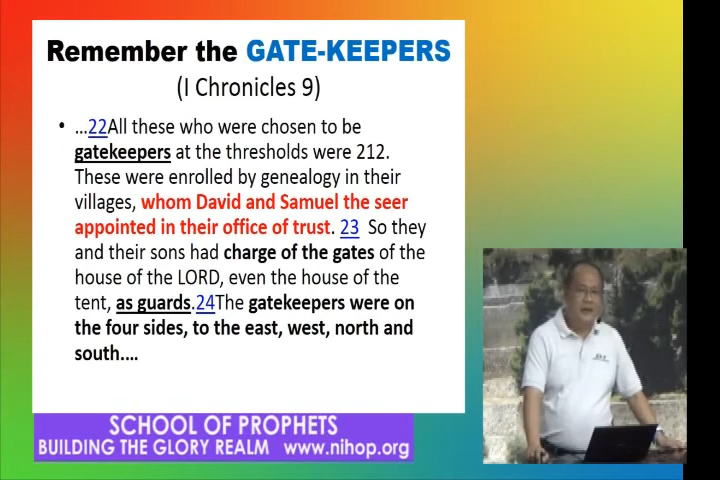 Remember the GATE-KEEPERS
(I Chronicles 9)
• ...22All these who were chosen to be
gatekeepers at the thresholds were 212.
These were enrolled by genealogy in their
villages, whom David and Samuel the seer
appointed in their office of trust. 23 So they
and their sons had charge of the gates of the
house of the LORD, even the house of the
tent, as guards.24The gatekeepers were on
the four sides, to the east, west, north and
south....
SCHOOL OF PROPHETS
BUILDING THE GLORY REALM www.nihop.org